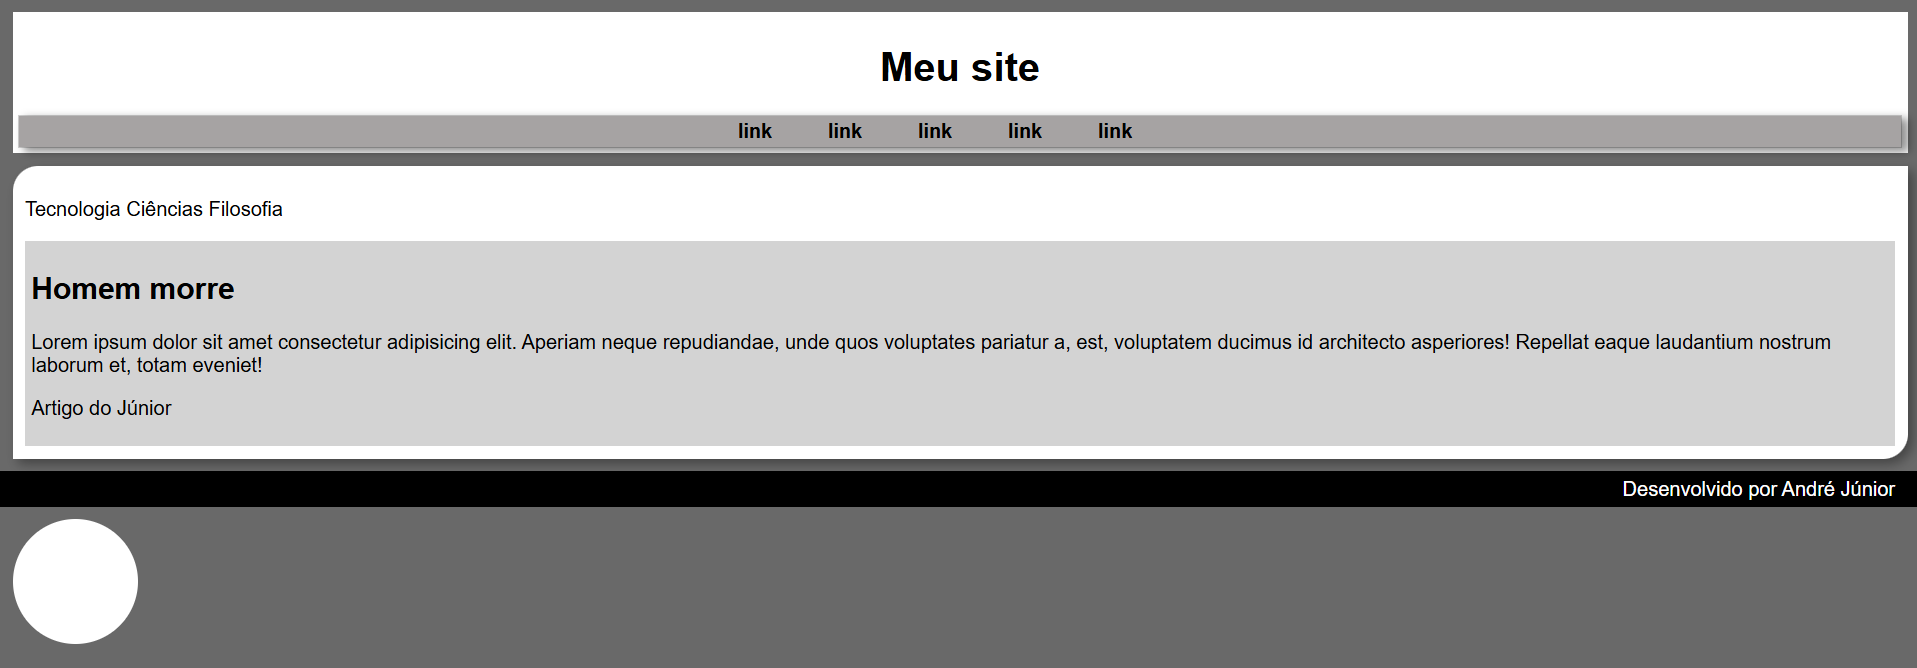 Meu site
link link link link link
Tecnologia Ciências Filosofia
Homem morre
Lorem ipsum dolor sit amet consectetur adipisicing elit. Aperiam neque repudiandae, unde quos voluptates pariatur a, est, voluptatem ducimus id architecto asperiores! Repellat eaque laudantium nostrum
laborum et, totam eveniet!
Artigo do Júnior
Desenvolvido por André Júnior